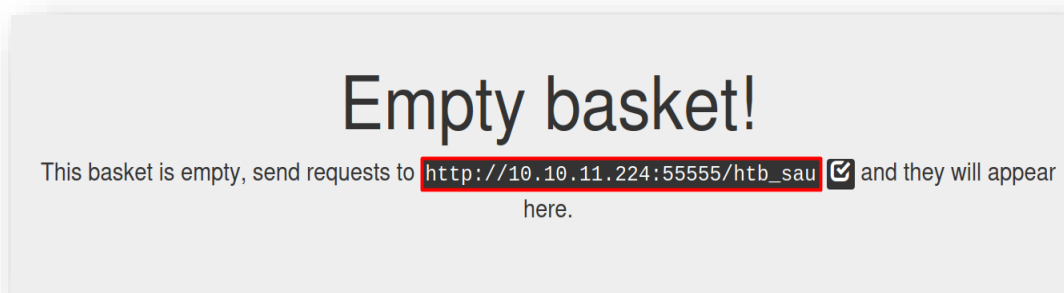 Empty basket!
This basket is empty, send requests to http://10.10.11.224:55555/htb_sau and they will appear
here.